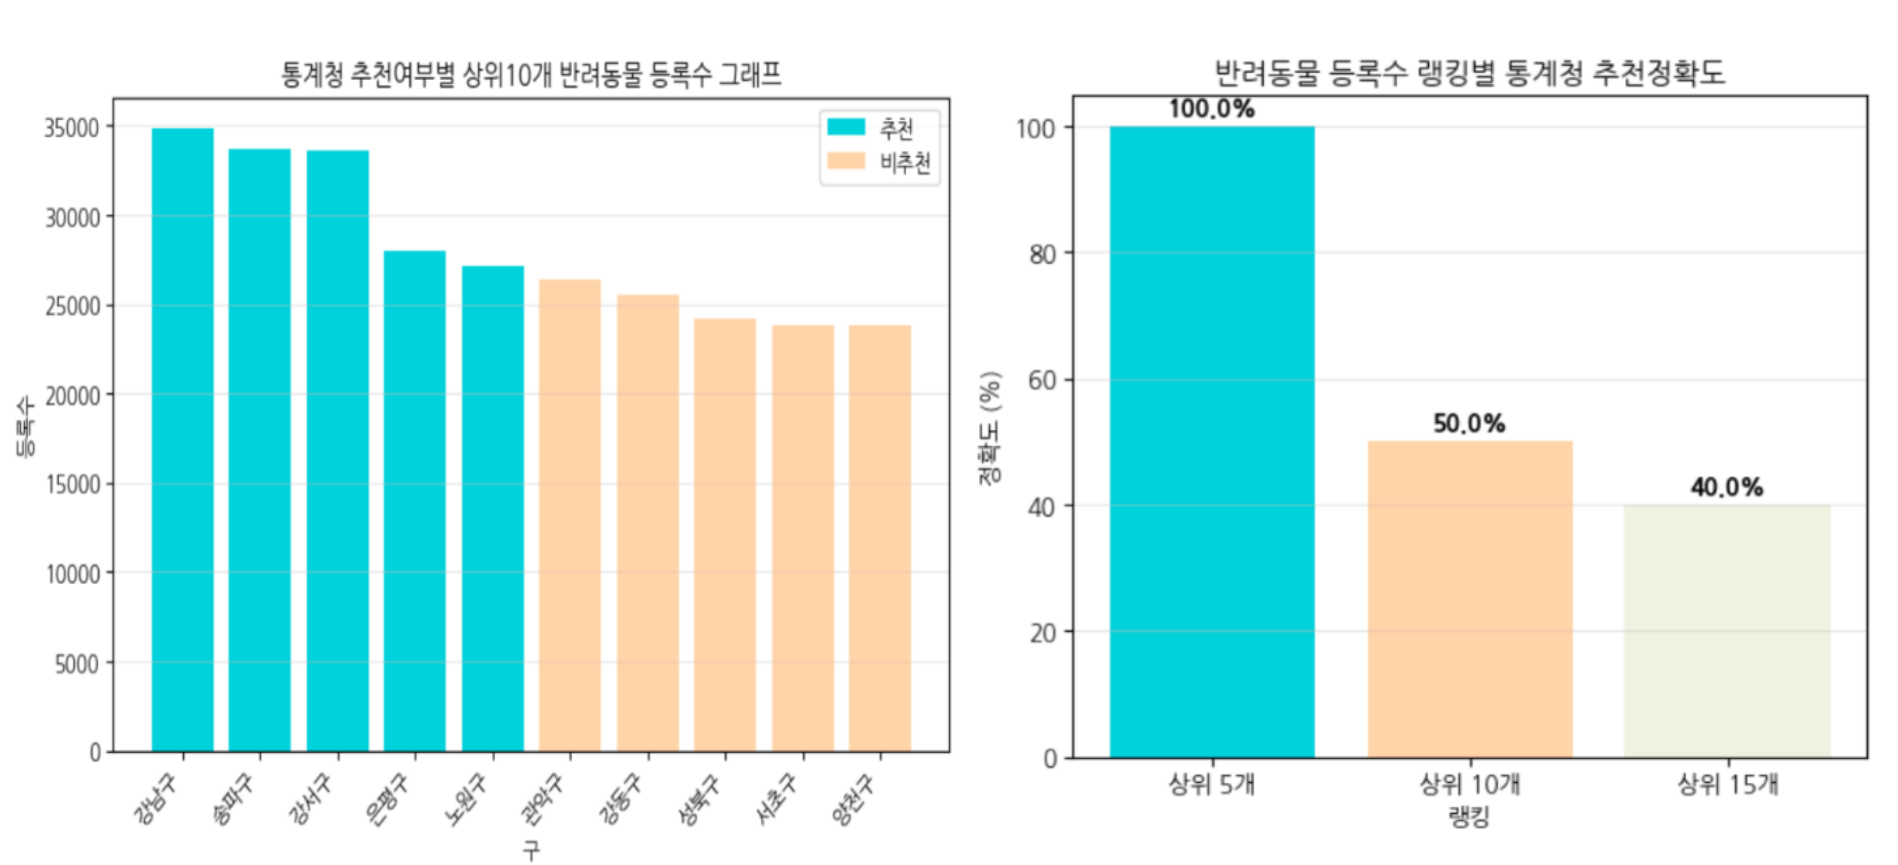 통계청 추천여부별 상위10개 반려동물 등록수 그래프
추천
비추천
35000
30000
25000
20000
15000
10000
5000
0
등록수
강남구
송파구
강서구
은평구
노원구
관악구
강동구
성북구
서초구
양천구
구
반려동물 등록수 랭킹별 통계청 추천정확도
100.0%
50.0%
40.0%
100
80
60
40
20
0
정확도 (%)
상위 5개
상위 10개
상위 15개
랭킹